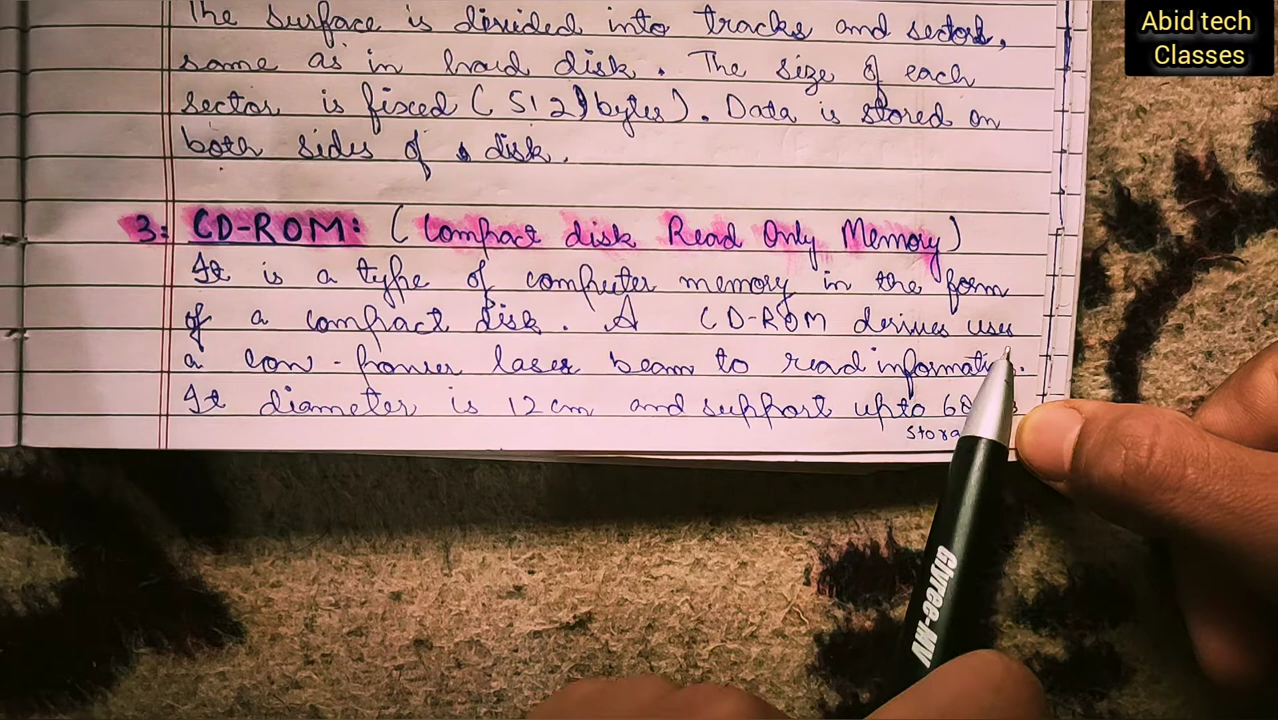 Abid tech
Classes
The surface is divided into tracks and sectors,
same as in hard disk. The size of each
sector is fixed (512) bytes). Data is stored on
both sides of disk.
3: CD-ROM: (Compact disk Read Only Memory)
It is a type of computer memory in the form
of a compact disk. A CD-ROM derives uses
a low-power laser beam to read
It diameter is 12 cm and support upto
Glyree-MV